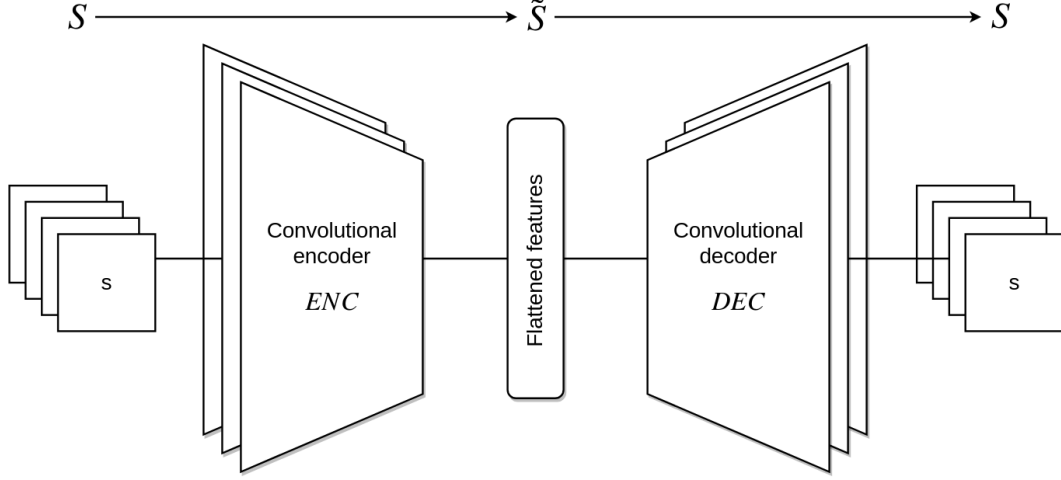 S S̃ S
Convolutional
encoder
ENC
Flattened features
Convolutional
decoder
DEC
s
s